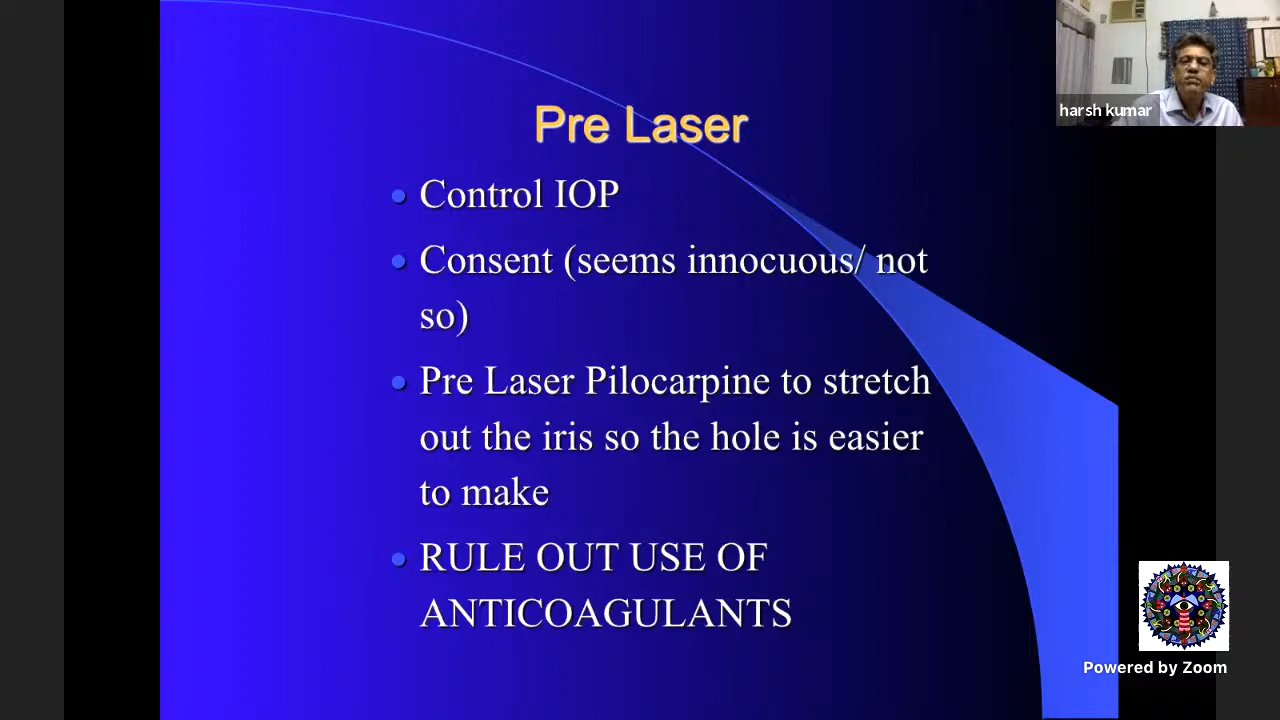 harsh kumar
Pre Laser
Control IOP
Consent (seems innocuous/ not
so)
Pre Laser Pilocarpine to stretch
out the iris so the hole is easier
to make
RULE OUT USE OF
ANTICOAGULANTS
Powered by Zoom